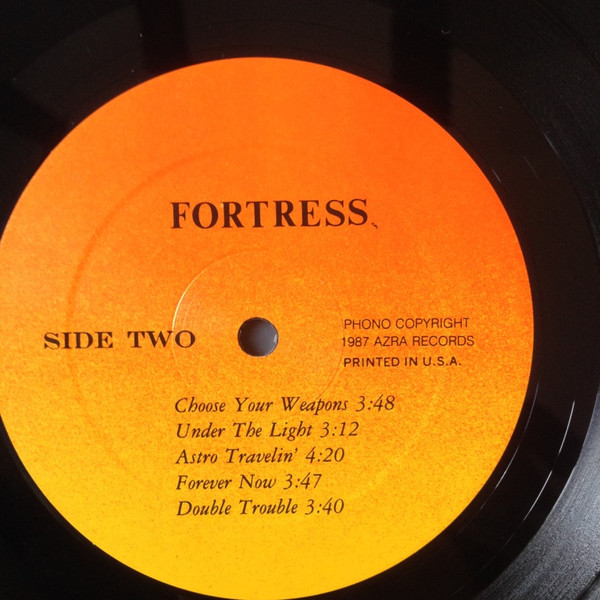 FORTRESS
SIDE TWO
PHONO COPYRIGHT
1987 AZRA RECORDS
PRINTED IN U.S.A.
Choose Your Weapons 3:48
Under The Light 3:12
Astro Travelin' 4:20
Forever Now 3:47
Double Trouble 3:40